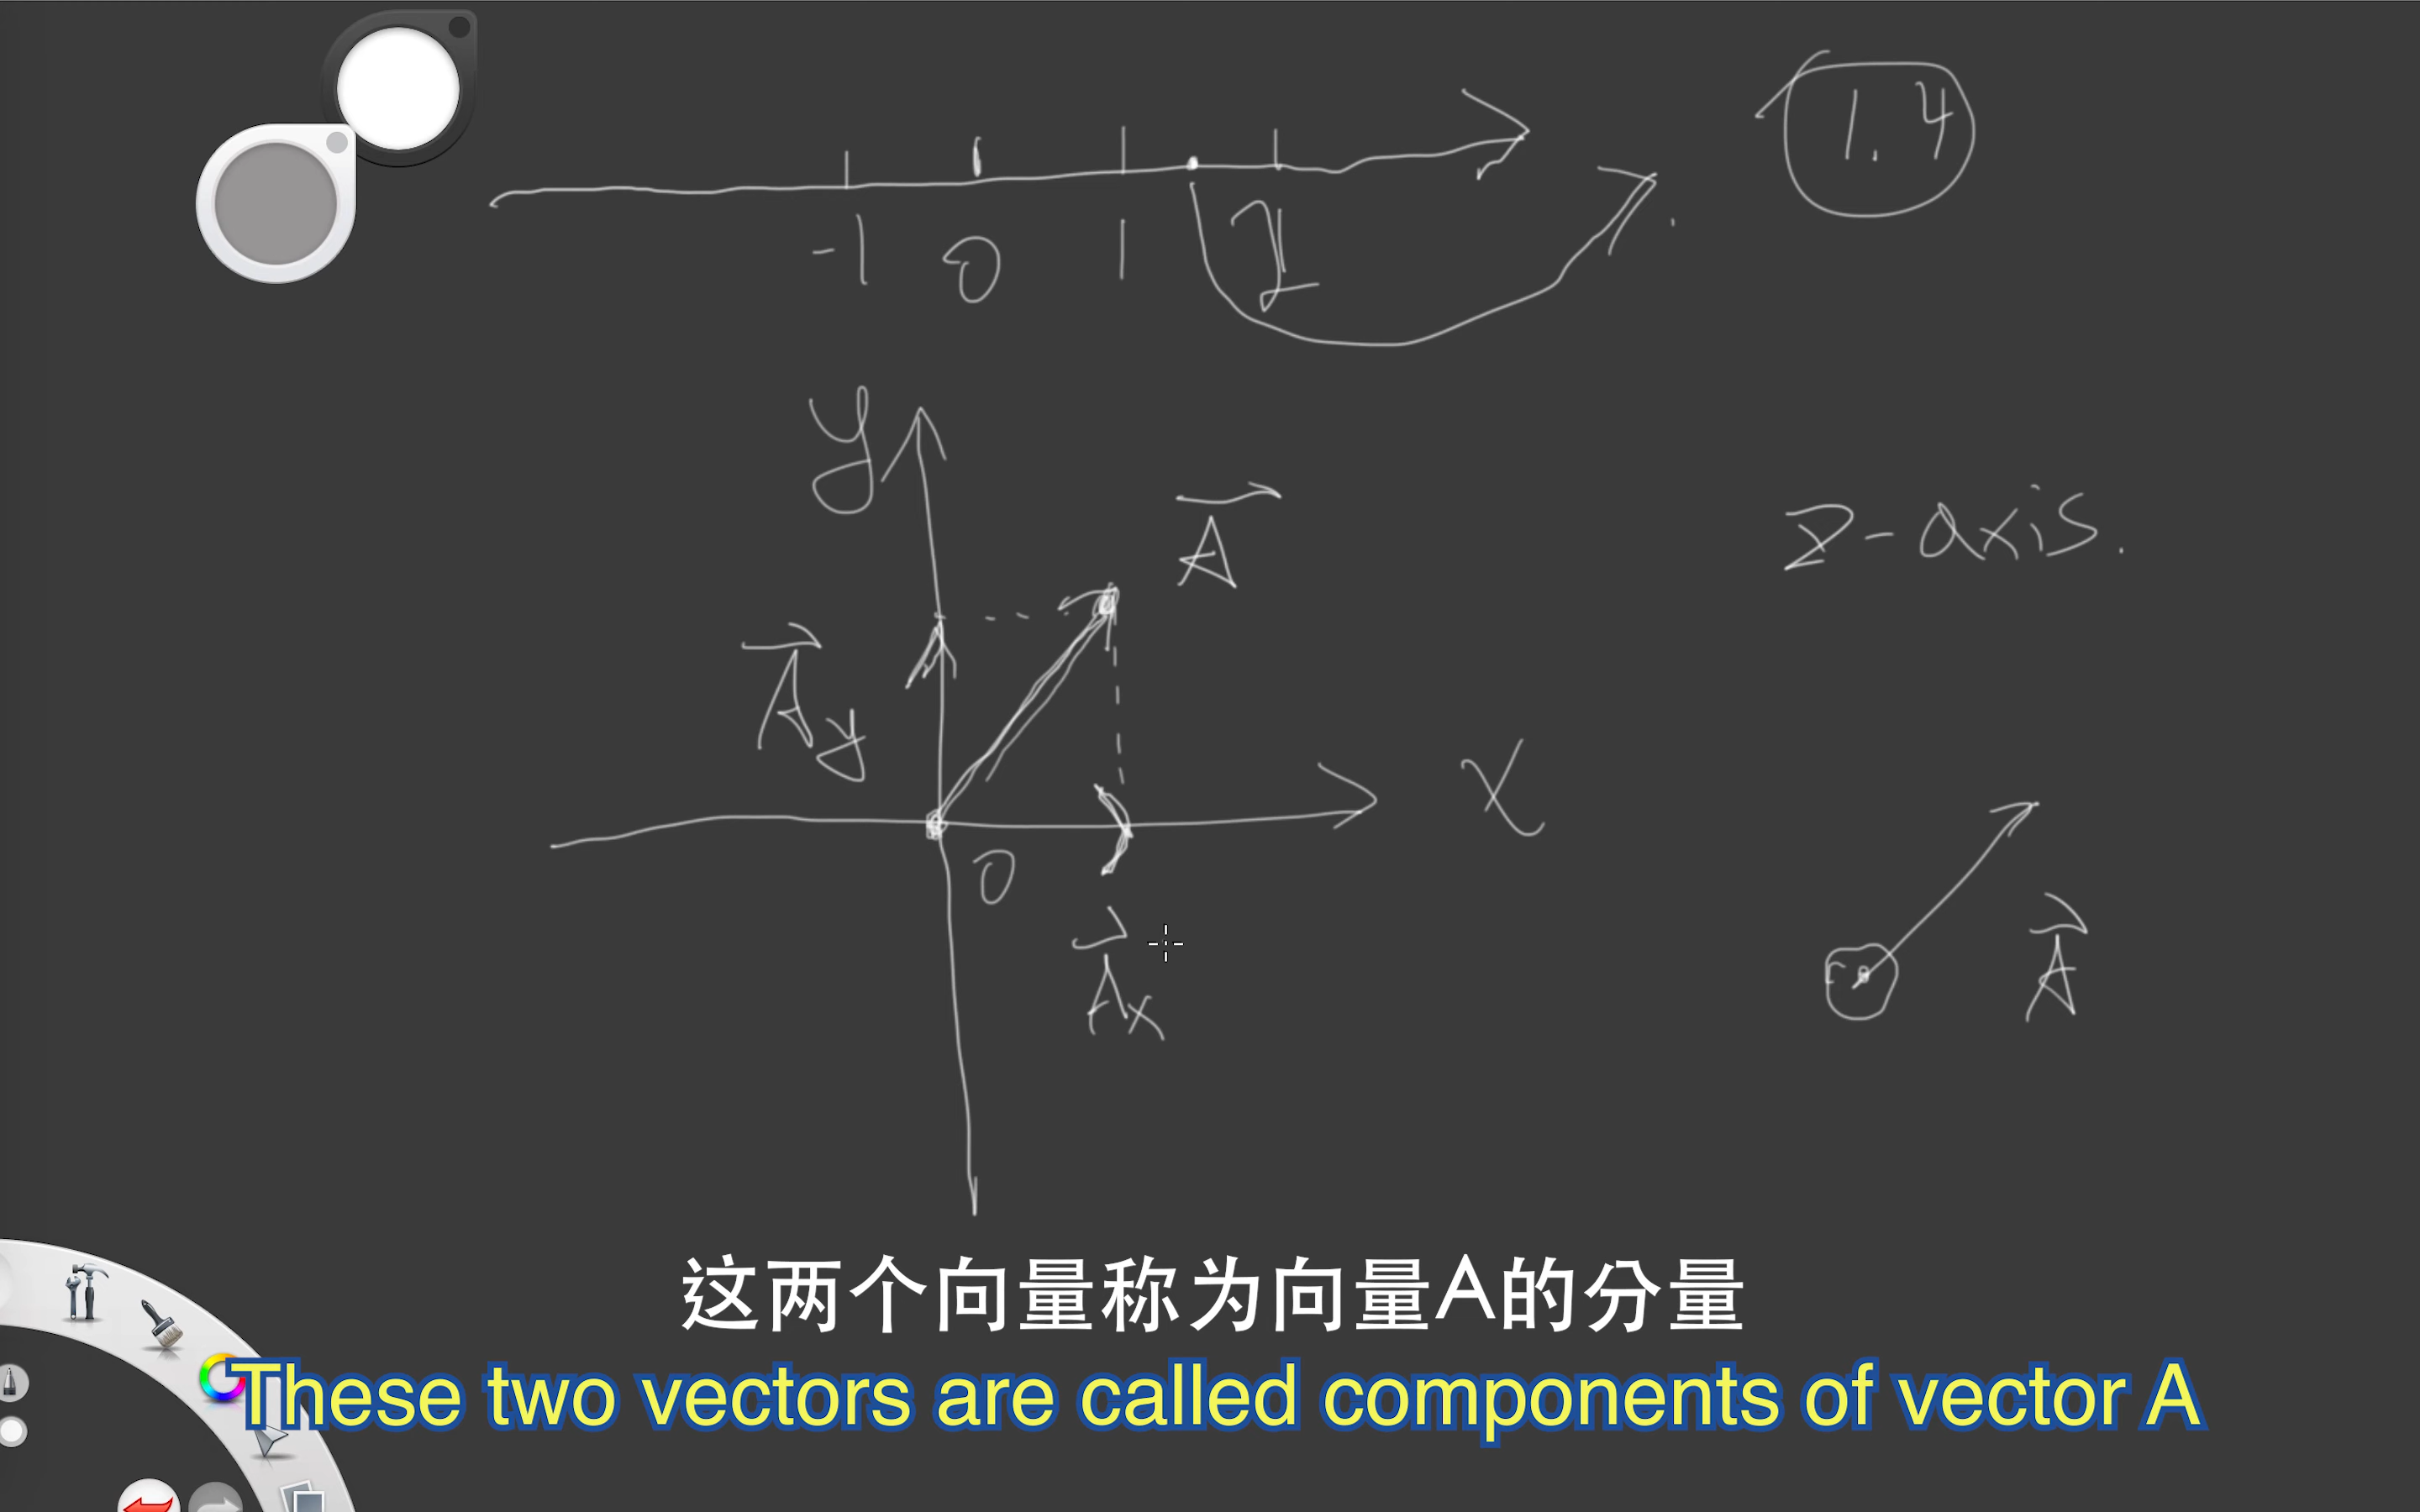 1.4
-1 0 1 2
y
A
z-axis.
Ay
x
0
A
Ax
这两个向量称为向量A的分量
These two vectors are called components of vector A